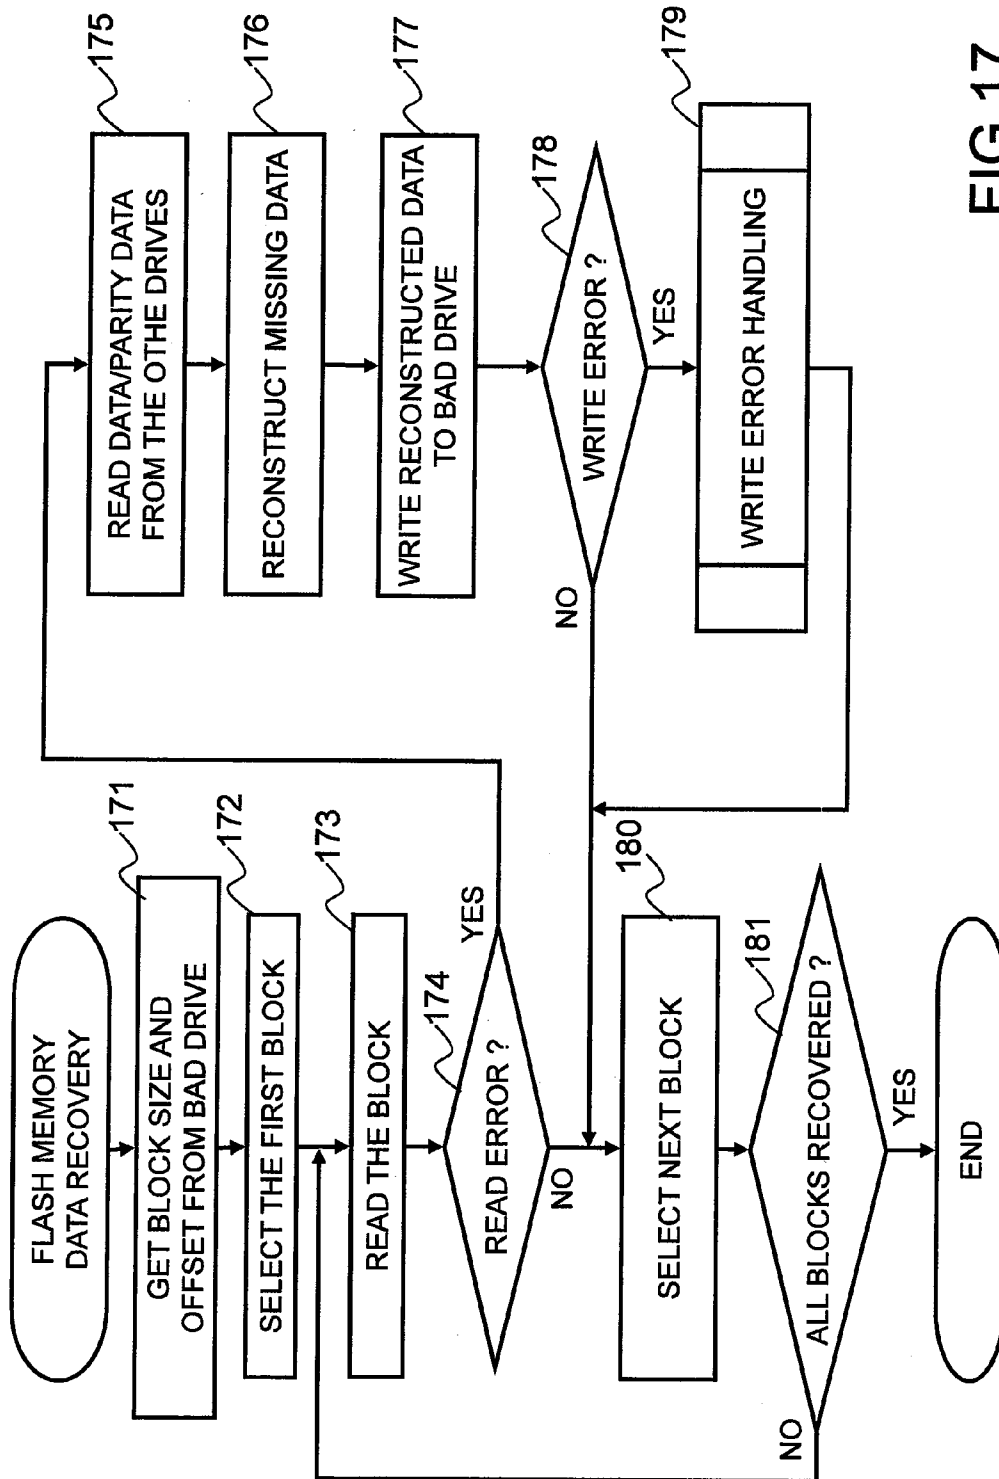 FLASH MEMORY
DATA RECOVERY
171
GET BLOCK SIZE AND
OFFSET FROM BAD DRIVE
172
SELECT THE FIRST BLOCK
173
READ THE BLOCK
174
READ ERROR ?
YES
NO
175
READ DATA/PARITY DATA
FROM THE OTHE DRIVES
176
RECONSTRUCT MISSING DATA
177
WRITE RECONSTRUCTED DATA
TO BAD DRIVE
178
WRITE ERROR ?
NO
YES
179
WRITE ERROR HANDLING
180
SELECT NEXT BLOCK
181
ALL BLOCKS RECOVERED ?
NO
YES
END
FIG.17